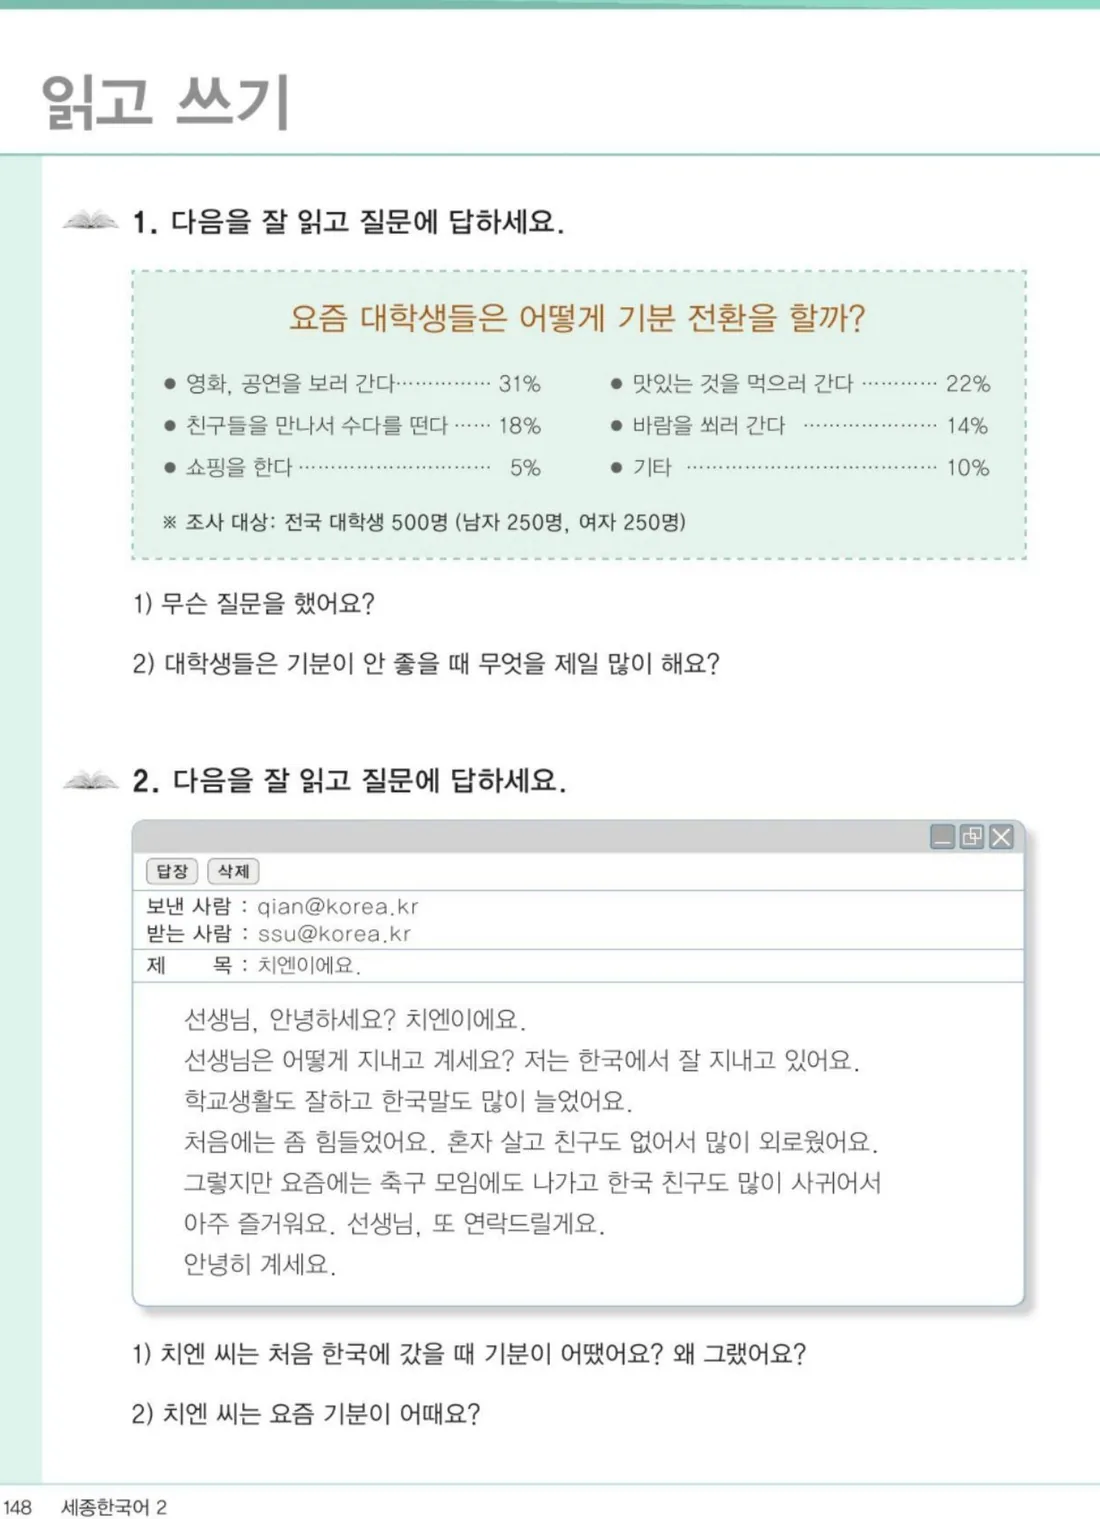 읽고 쓰기
1. 다음을 잘 읽고 질문에 답하세요.
요즘 대학생들은 어떻게 기분 전환을 할까?
● 영화, 공연을 보러 간다·············· 31%
● 맛있는 것을 먹으러 간다 ··········· 22%
● 친구들을 만나서 수다를 떤다 ······ 18%
● 바람을 쐬러 간다 ···················· 14%
● 쇼핑을 한다 ···························· 5%
● 기타 ····································· 10%
※ 조사 대상: 전국 대학생 500명 (남자 250명, 여자 250명)
1) 무슨 질문을 했어요?
2) 대학생들은 기분이 안 좋을 때 무엇을 제일 많이 해요?
2. 다음을 잘 읽고 질문에 답하세요.
답장 삭제
보낸 사람 : qian@korea.kr
받는 사람 : ssu@korea.kr
제 목 : 치엔이에요.
선생님, 안녕하세요? 치엔이에요.
선생님은 어떻게 지내고 계세요? 저는 한국에서 잘 지내고 있어요.
학교생활도 잘하고 한국말도 많이 늘었어요.
처음에는 좀 힘들었어요. 혼자 살고 친구도 없어서 많이 외로웠어요.
그렇지만 요즘에는 축구 모임에도 나가고 한국 친구도 많이 사귀어서
아주 즐거워요. 선생님, 또 연락드릴게요.
안녕히 계세요.
1) 치엔 씨는 처음 한국에 갔을 때 기분이 어땠어요? 왜 그랬어요?
2) 치엔 씨는 요즘 기분이 어때요?
148 세종한국어 2